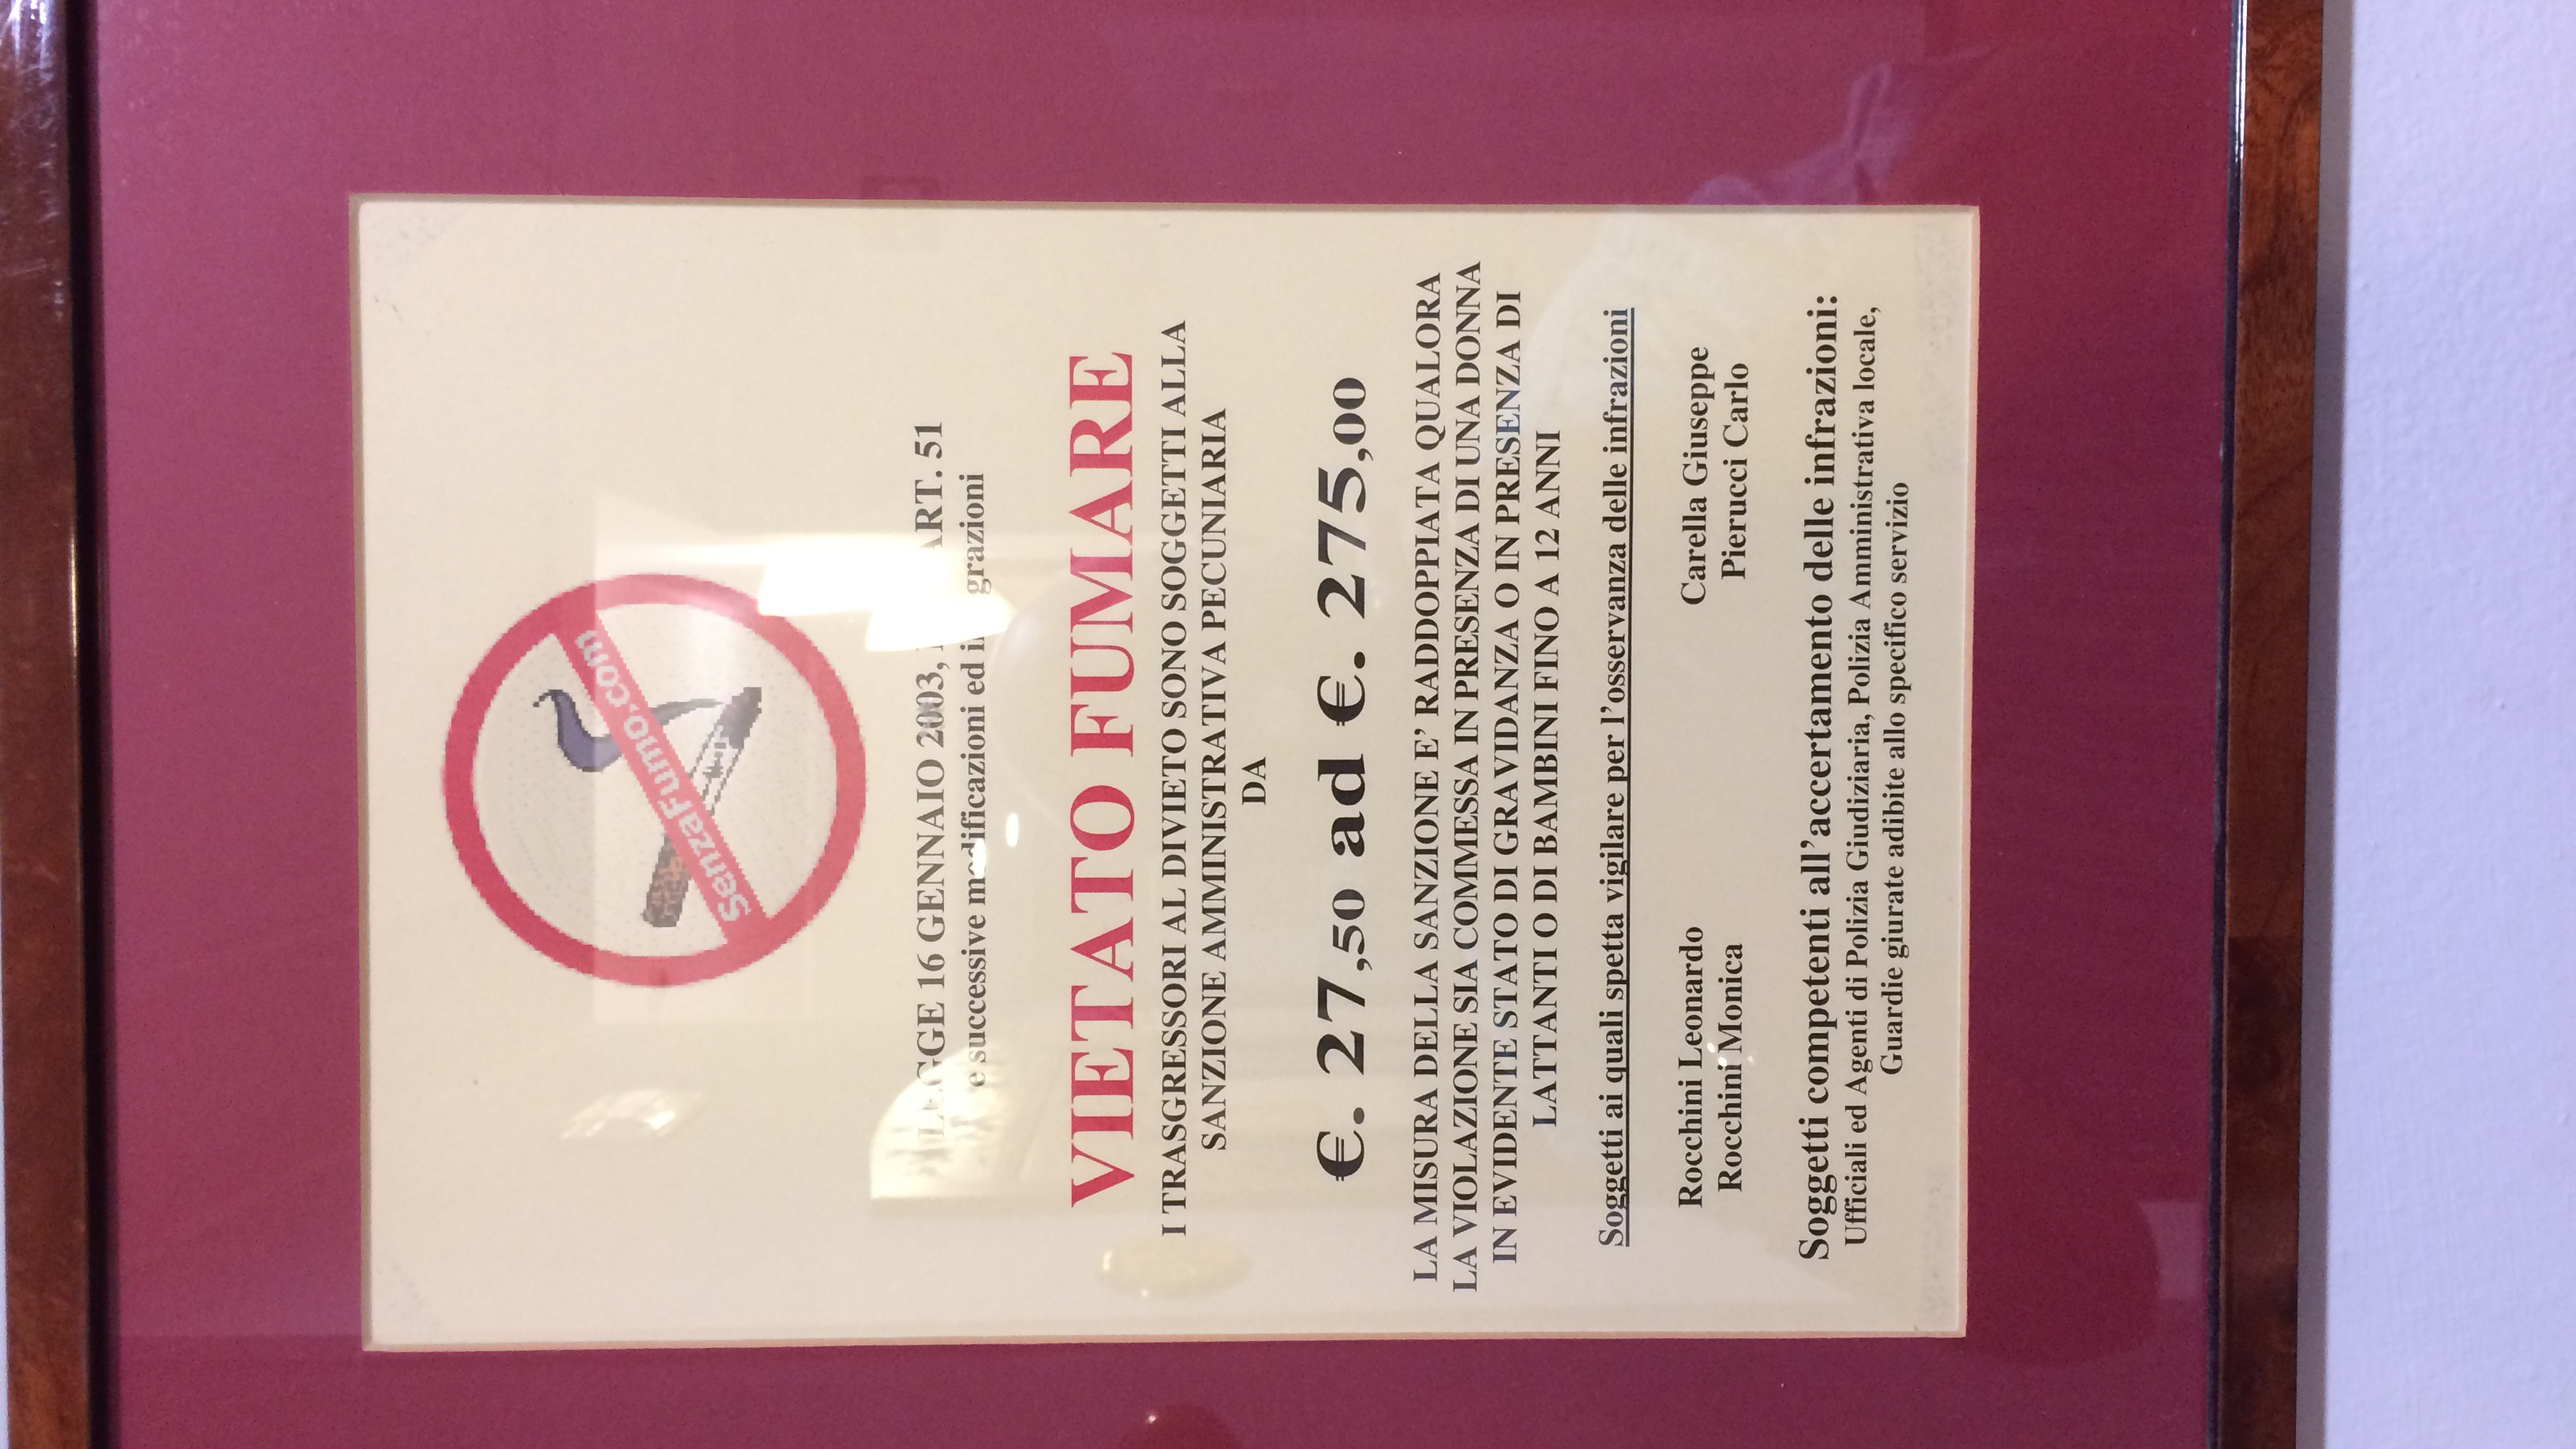 SenzaFumo.com
LEGGE 16 GENNAIO 2003, ART. 51
e successive modificazioni ed integrazioni
VIETATO FUMARE
I TRASGRESSORI AL DIVIETO SONO SOGGETTI ALLA
SANZIONE AMMINISTRATIVA PECUNIARIA
DA
€. 27,50 ad €. 275,00
LA MISURA DELLA SANZIONE E' RADDOPPIATA QUALORA
LA VIOLAZIONE SIA COMMESSA IN PRESENZA DI UNA DONNA
IN EVIDENTE STATO DI GRAVIDANZA O IN PRESENZA DI
LATTANTI O DI BAMBINI FINO A 12 ANNI
Soggetti ai quali spetta vigilare per l'osservanza delle infrazioni
Rocchini Leonardo Carella Giuseppe
Rocchini Monica Pierucci Carlo
Soggetti competenti all'accertamento delle infrazioni:
Ufficiali ed Agenti di Polizia Giudiziaria, Polizia Amministrativa locale,
Guardie giurate adibite allo specifico servizio